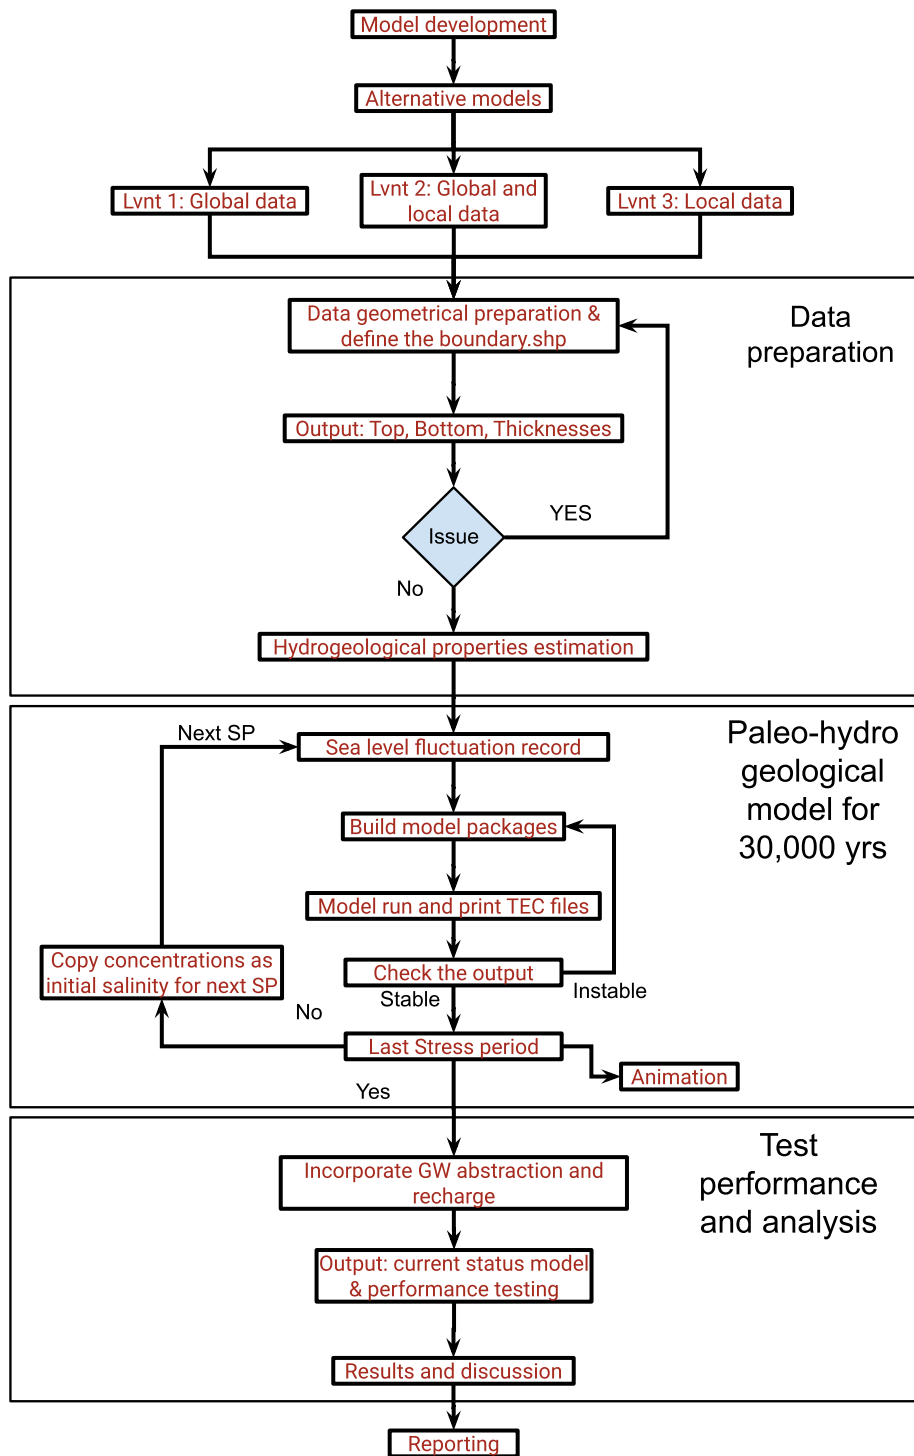 Model development
Alternative models
Lvnt 1: Global data
Lvnt 2: Global and
local data
Lvnt 3: Local data
Data
preparation
Data geometrical preparation &
define the boundary.shp
Output: Top, Bottom, Thicknesses
YES
Issue
No
Hydrogeological properties estimation
Paleo-hydro
geological
model for
30,000 yrs
Next SP
Sea level fluctuation record
Build model packages
Model run and print TEC files
Copy concentrations as
initial salinity for next SP
Check the output
Stable
Instable
No
Last Stress period
Animation
Yes
Test
performance
and analysis
Incorporate GW abstraction and
recharge
Output: current status model
& performance testing
Results and discussion
Reporting